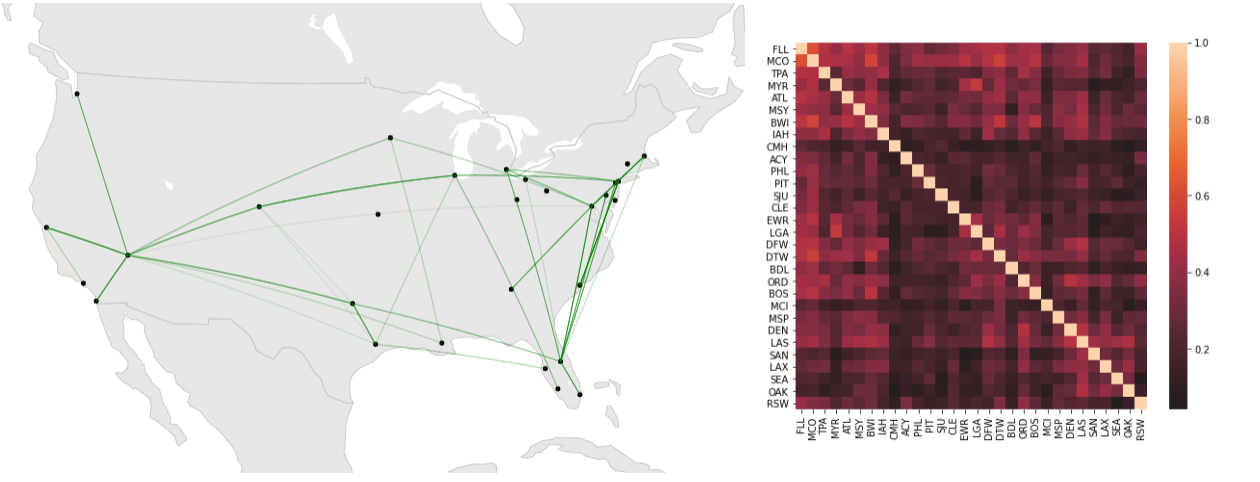 FLL
MCO
TPA
MYR
ATL
MSY
BWI
IAH
CMH
ACY
PHL
PIT
SJU
CLE
EWR
LGA
DFW
DTW
BDL
ORD
BOS
MCI
MSP
DEN
LAS
SAN
LAX
SEA
OAK
RSW
FLL MCO TPA MYR ATL MSY BWI IAH CMH ACY PHL PIT SJU CLE EWR LGA DFW DTW BDL ORD BOS MCI MSP DEN LAS SAN LAX SEA OAK RSW
1.0
0.8
0.6
0.4
0.2